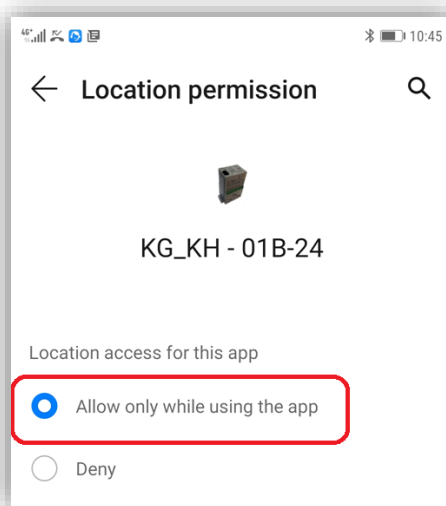 46+ 10:45
Location permission
KG_KH - 01B-24
Location access for this app
Allow only while using the app
Deny